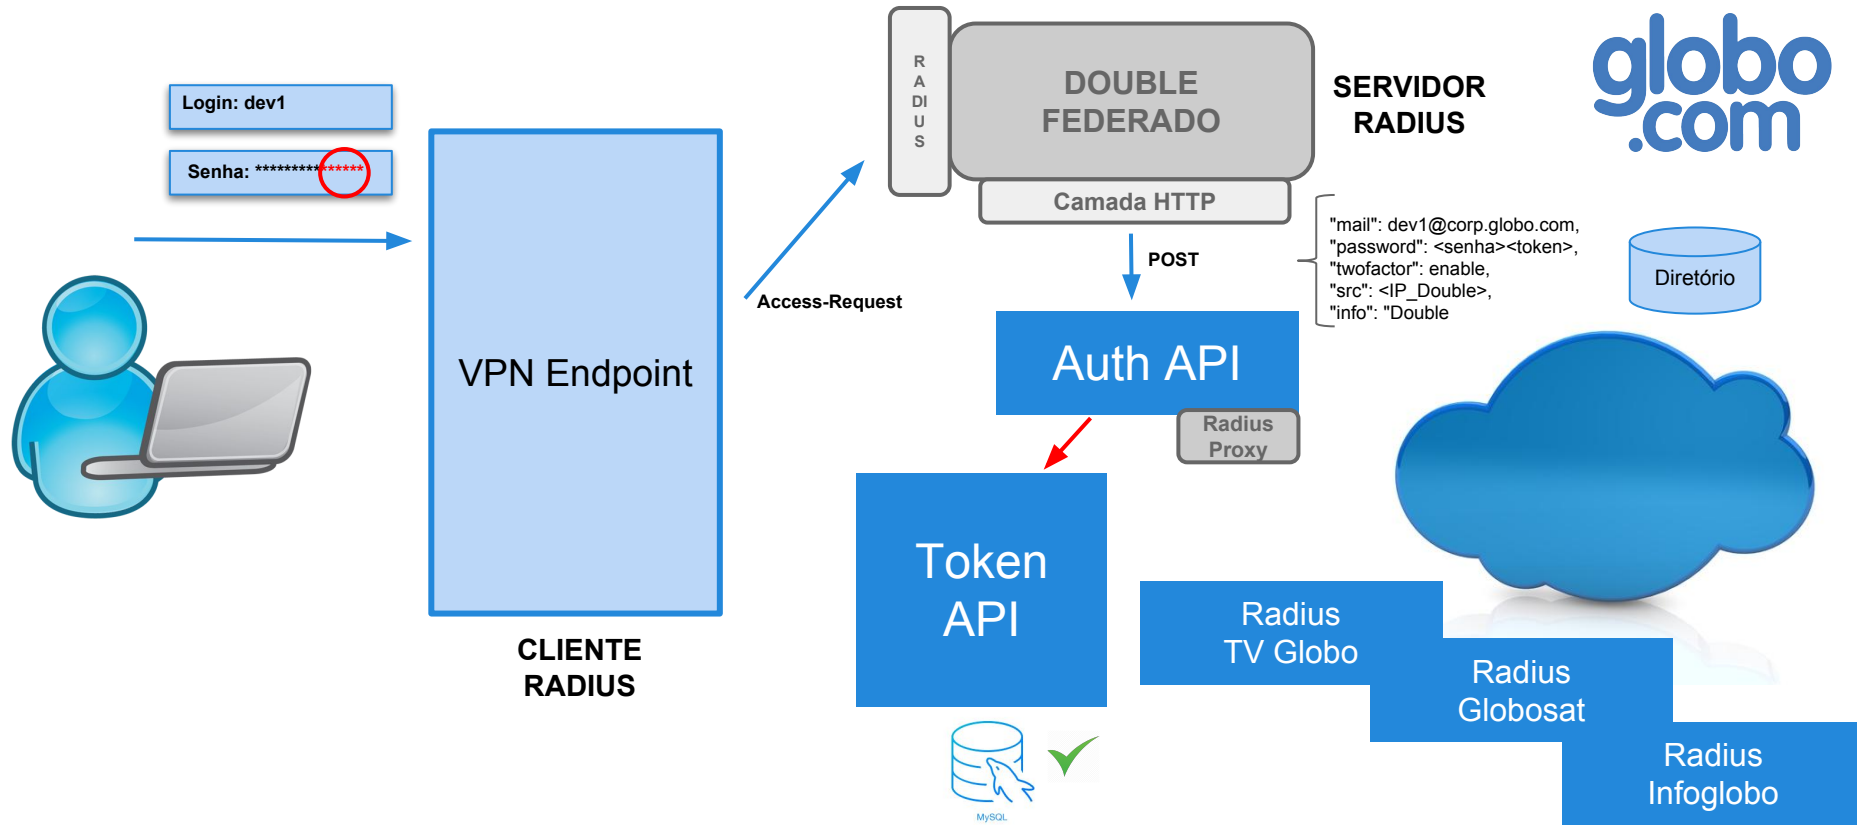 Login: dev1
Senha: ***************
VPN Endpoint
CLIENTE
RADIUS
Access-Request
R
A
DI
U
S
DOUBLE
FEDERADO
Camada HTTP
SERVIDOR
RADIUS
globo
.com
POST
"mail": dev1@corp.globo.com,
"password": <senha><token>,
"twofactor": enable,
"src": <IP_Double>,
"info": "Double
Diretório
Auth API
Radius
Proxy
Token
API
MySQL
Radius
TV Globo
Radius
Globosat
Radius
Infoglobo